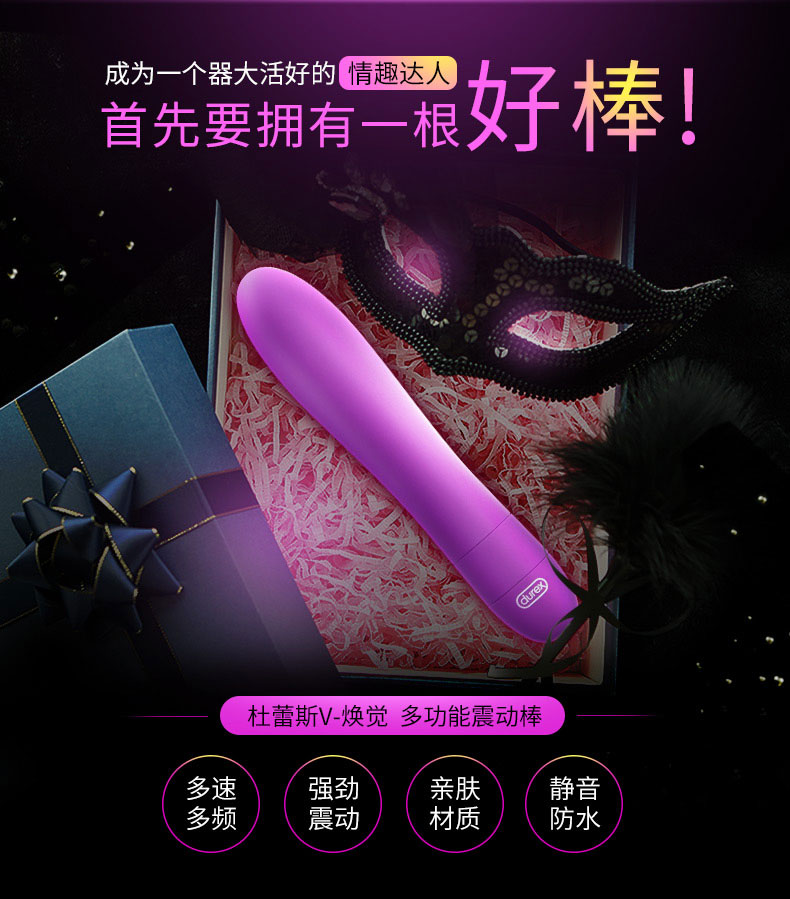 成为一个器大活好的 情趣达人
首先要拥有一根好棒!
durex
杜蕾斯V-焕觉 多功能震动棒
多速
多频
强劲
震动
亲肤
材质
静音
防水